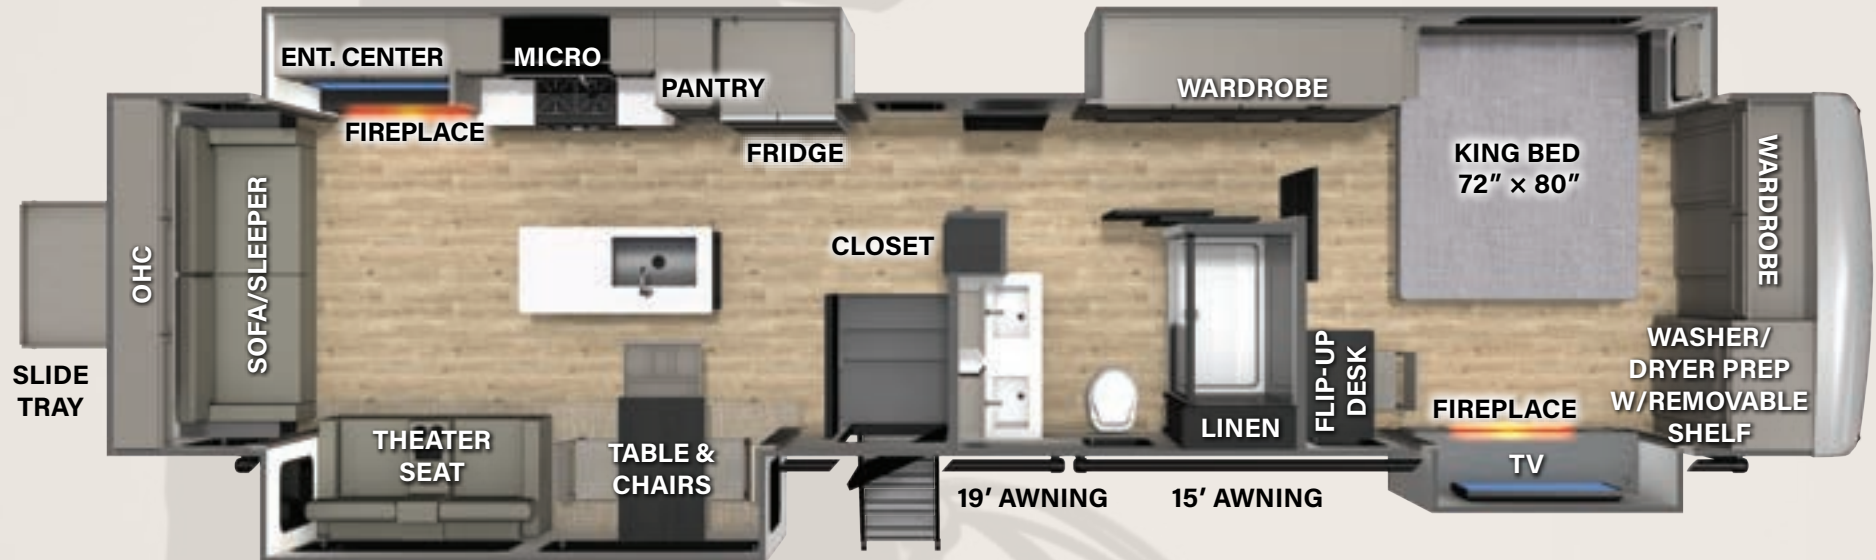 ENT. CENTER
MICRO
PANTRY
FIREPLACE
FRIDGE
WARDROBE
KING BED
72” × 80”
WARDROBE
OHC
SOFA/SLEEPER
CLOSET
SLIDE
TRAY
THEATER
SEAT
TABLE &
CHAIRS
LINEN
FLIP-UP
DESK
FIREPLACE
TV
WASHER/
DRYER PREP
W/REMOVABLE
SHELF
19’ AWNING
15’ AWNING